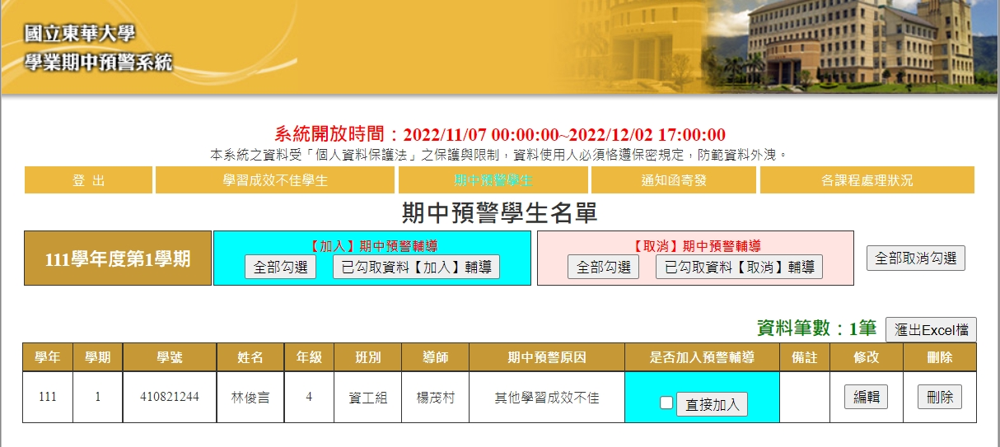 國立東華大學
學業期中預警系統
系統開放時間：2022/11/07 00:00:00~2022/12/02 17:00:00
本系統之資料受「個人資料保護法」之保護與限制，資料使用人必須恪遵保密規定，防範資料外洩。
登 出 學習成效不佳學生 期中預警學生 通知函寄發 各課程處理狀況
期中預警學生名單
111學年度第1學期
【加入】期中預警輔導
全部勾選 已勾取資料【加入】輔導
【取消】期中預警輔導
全部勾選 已勾取資料【取消】輔導
全部取消勾選
資料筆數：1筆 滙出Excel檔
學年 學期 學號 姓名 年級 班別 導師 期中預警原因 是否加入預警輔導 備註 修改 刪除
111 1 410821244 林俊言 4 資工組 楊茂村 其他學習成效不佳 直接加入 編輯 刪除